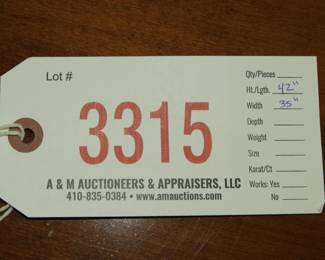 Lot #
3315
A & M AUCTIONEERS & APPRAISERS, LLC
410-835-0384 • www.amauctions.com
Qty/Pieces
Ht./Lgth. 42"
Width 35"
Depth
Weight
Size
Karat/Ct
Works: Yes
No